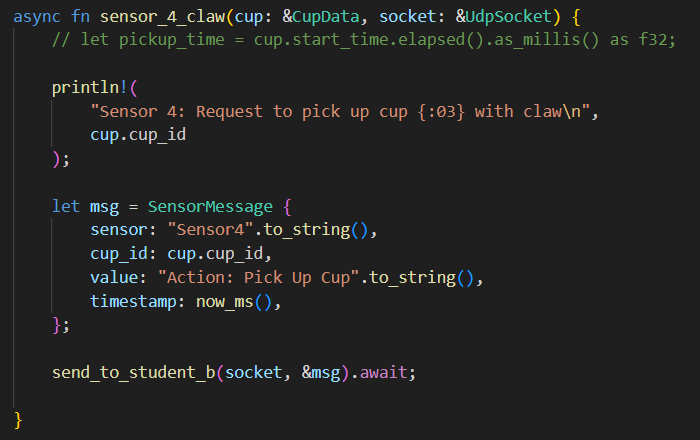 async fn sensor_4_claw(cup: &CupData, socket: &UdpSocket) {
    // let pickup_time = cup.start_time.elapsed().as_millis() as f32;

    println!(
        "Sensor 4: Request to pick up cup {:03} with claw\n",
        cup.cup_id
    );

    let msg = SensorMessage {
        sensor: "Sensor4".to_string(),
        cup_id: cup.cup_id,
        value: "Action: Pick Up Cup".to_string(),
        timestamp: now_ms(),
    };

    send_to_student_b(socket, &msg).await;

}